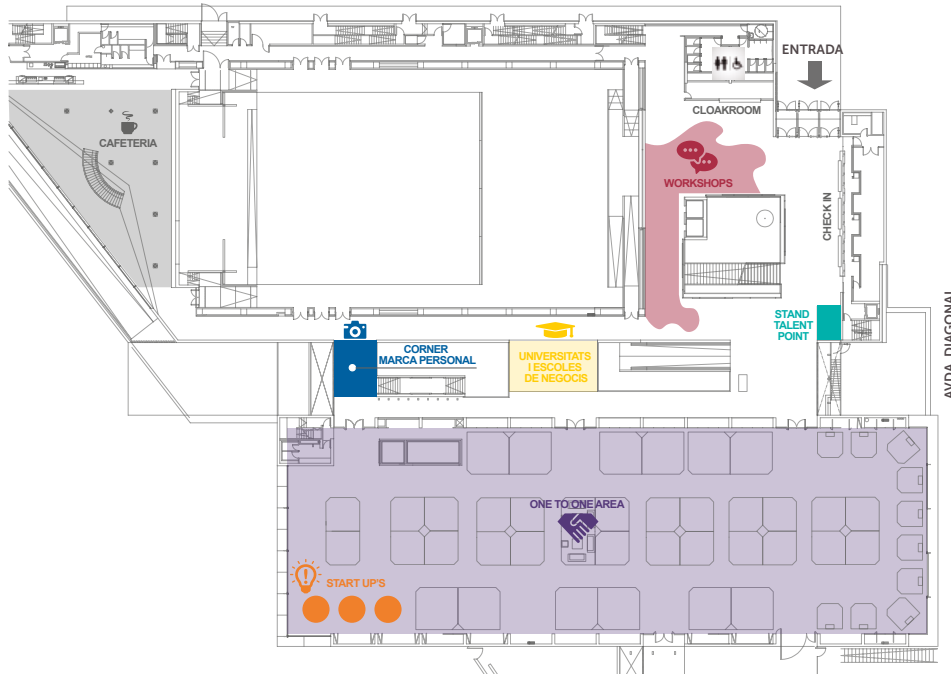 ENTRADA
CLOAKROOM
CAFETERIA
WORKSHOPS
CHECK IN
STAND
TALENT
POINT
AVDA. DIAGONAL
CORNER
MARCA PERSONAL
UNIVERSITATS
I ESCOLES
DE NEGOCIS
ONE TO ONE AREA
START UP'S